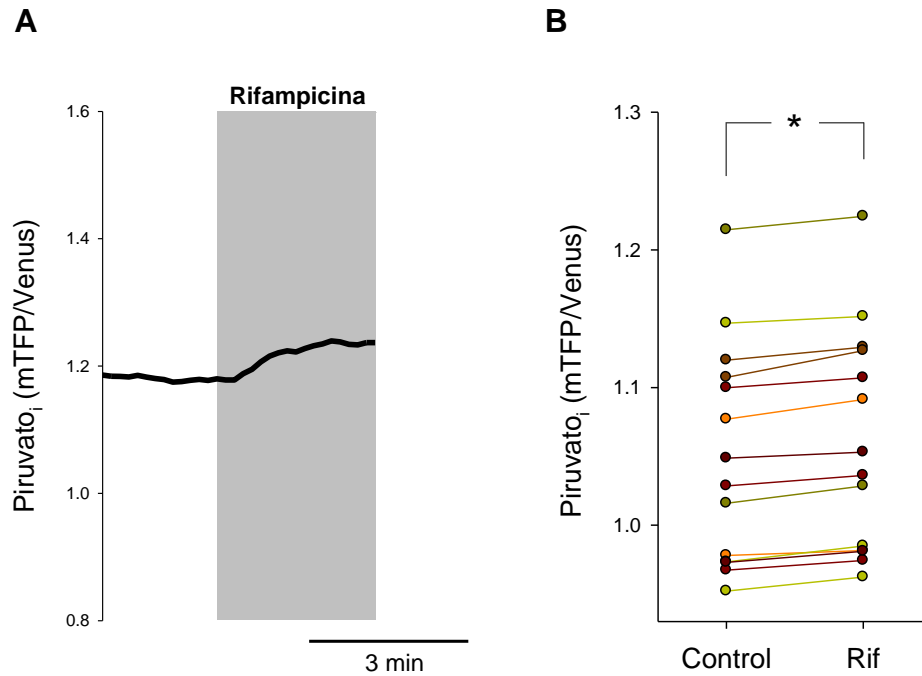 A
Rifampicina
1.6
1.4
1.2
1.0
0.8
Piruvatoi (mTFP/Venus)
3 min
B
*
1.3
1.2
1.1
1.0
Piruvatoi (mTFP/Venus)
Control Rif